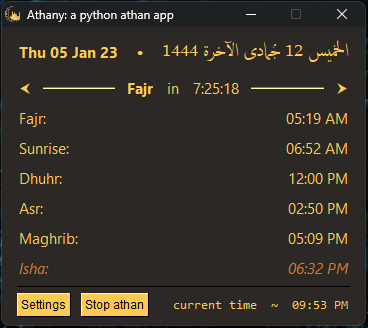 Athany: a python athan app
Thu 05 Jan 23 • الخميس 12 جمادى الآخرة 1444
Fajr in 7:25:18
Fajr: 05:19 AM
Sunrise: 06:52 AM
Dhuhr: 12:00 PM
Asr: 02:50 PM
Maghrib: 05:09 PM
Isha: 06:32 PM
Settings Stop athan current time ~ 09:53 PM